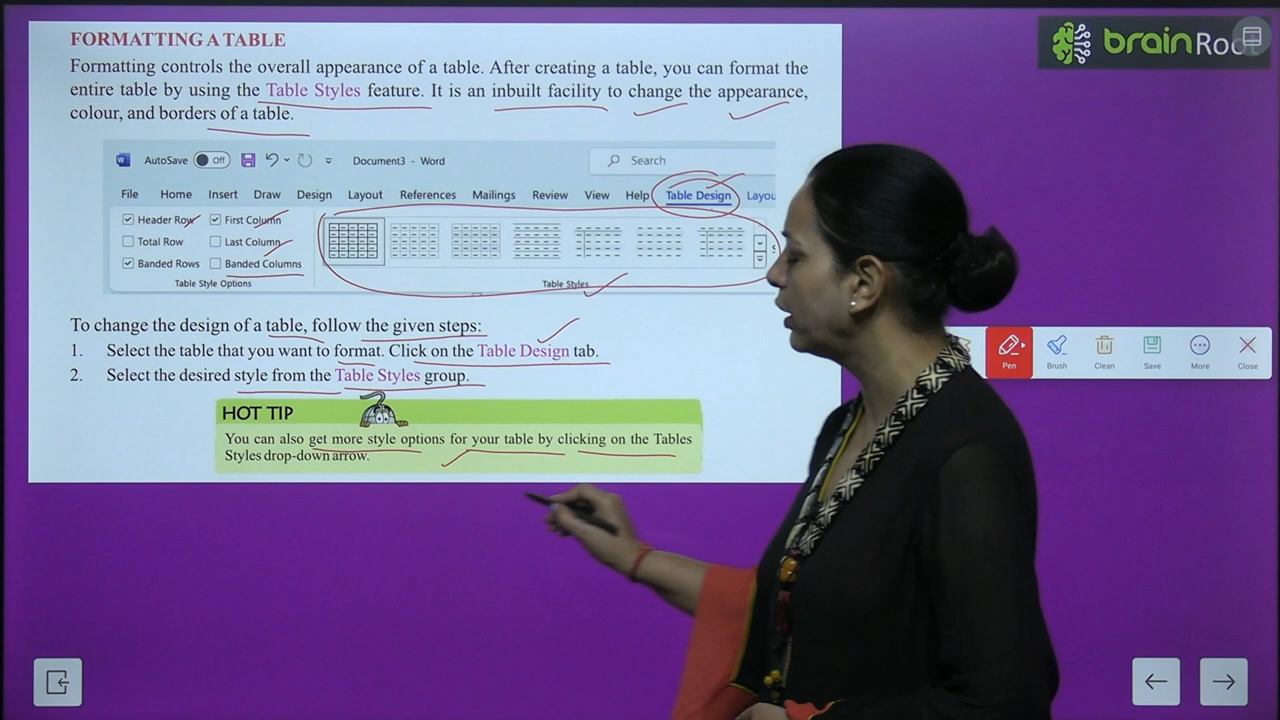 FORMATTING A TABLE
brainRo
Formatting controls the overall appearance of a table. After creating a table, you can format the
entire table by using the Table Styles feature. It is an inbuilt facility to change the appearance,
colour, and borders of a table.
AutoSave Off Document3 - Word Search
File Home Insert Draw Design Layout References Mailings Review View Help Table Design Layou
Header Row First Column
Total Row Last Column
Banded Rows Banded Columns
Table Style Options Table Styles
To change the design of a table, follow the given steps:
1. Select the table that you want to format. Click on the Table Design tab.
2. Select the desired style from the Table Styles group.
Pen Brush Clean Save More Close
HOT TIP
You can also get more style options for your table by clicking on the Tables
Styles drop-down arrow.